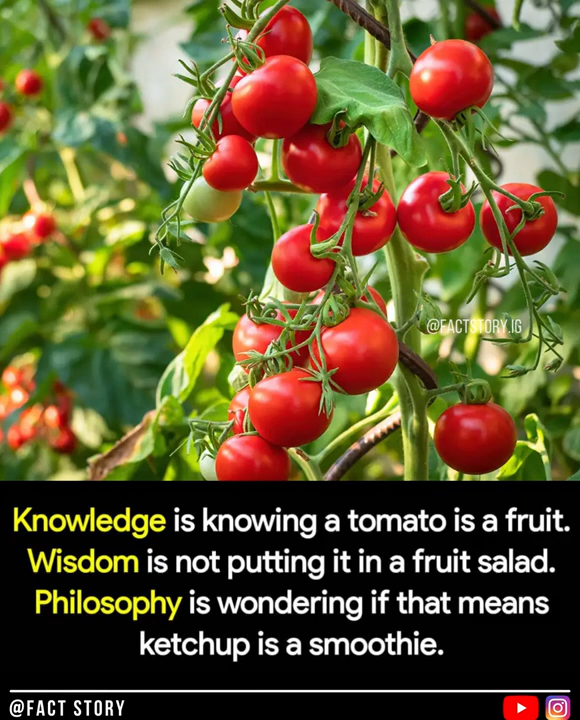 @FACTSTORY.IG
Knowledge is knowing a tomato is a fruit.
Wisdom is not putting it in a fruit salad.
Philosophy is wondering if that means
ketchup is a smoothie.
@FACT STORY